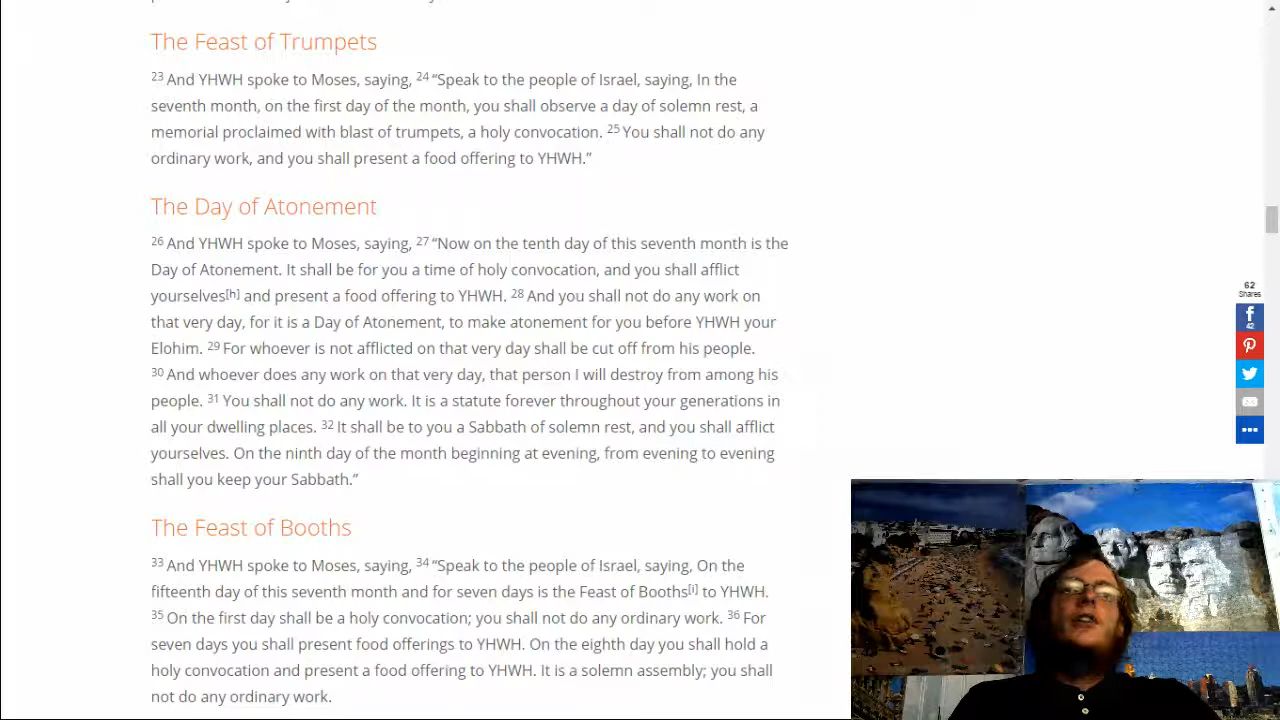 The Feast of Trumpets
23 And YHWH spoke to Moses, saying, 24 “Speak to the people of Israel, saying, In the
seventh month, on the first day of the month, you shall observe a day of solemn rest, a
memorial proclaimed with blast of trumpets, a holy convocation. 25 You shall not do any
ordinary work, and you shall present a food offering to YHWH.”
The Day of Atonement
26 And YHWH spoke to Moses, saying, 27 “Now on the tenth day of this seventh month is the
Day of Atonement. It shall be for you a time of holy convocation, and you shall afflict
yourselves[h] and present a food offering to YHWH. 28 And you shall not do any work on
that very day, for it is a Day of Atonement, to make atonement for you before YHWH your
Elohim. 29 For whoever is not afflicted on that very day shall be cut off from his people.
30 And whoever does any work on that very day, that person I will destroy from among his
people. 31 You shall not do any work. It is a statute forever throughout your generations in
all your dwelling places. 32 It shall be to you a Sabbath of solemn rest, and you shall afflict
yourselves. On the ninth day of the month beginning at evening, from evening to evening
shall you keep your Sabbath.”
The Feast of Booths
33 And YHWH spoke to Moses, saying, 34 “Speak to the people of Israel, saying, On the
fifteenth day of this seventh month and for seven days is the Feast of Booths[i] to YHWH.
35 On the first day shall be a holy convocation; you shall not do any ordinary work. 36 For
seven days you shall present food offerings to YHWH. On the eighth day you shall hold a
holy convocation and present a food offering to YHWH. It is a solemn assembly; you shall
not do any ordinary work.
62
Shares
42